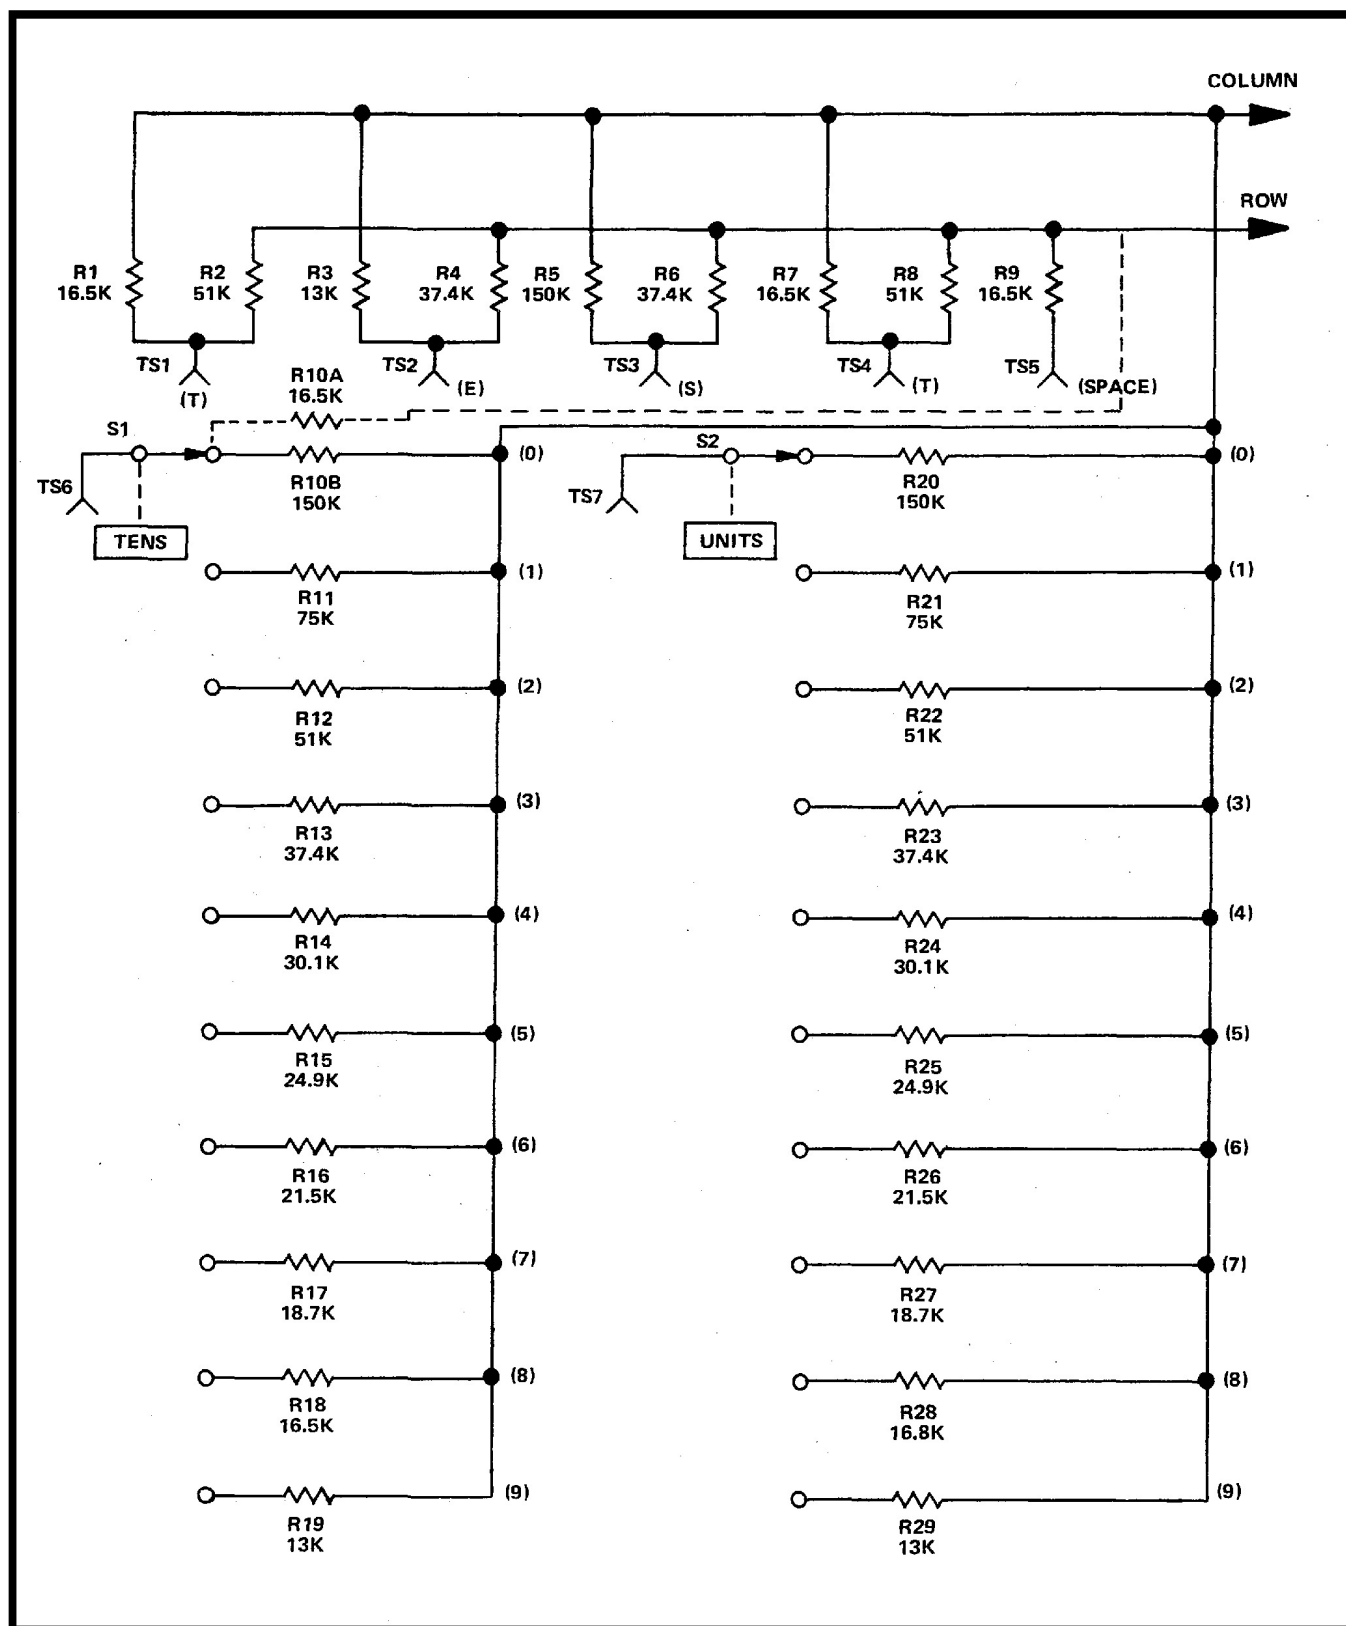 COLUMN
ROW
R1
16.5K
R2
51K
R3
13K
R4
37.4K
R5
150K
R6
37.4K
R7
16.5K
R8
51K
R9
16.5K
TS1
(T)
TS2
(E)
TS3
(S)
TS4
(T)
TS5
(SPACE)
R10A
16.5K
S1
TS6
TENS
R10B
150K
(0)
S2
TS7
UNITS
R20
150K
(0)
R11
75K
(1)
R21
75K
(1)
R12
51K
(2)
R22
51K
(2)
R13
37.4K
(3)
R23
37.4K
(3)
R14
30.1K
(4)
R24
30.1K
(4)
R15
24.9K
(5)
R25
24.9K
(5)
R16
21.5K
(6)
R26
21.5K
(6)
R17
18.7K
(7)
R27
18.7K
(7)
R18
16.5K
(8)
R28
16.8K
(8)
R19
13K
(9)
R29
13K
(9)